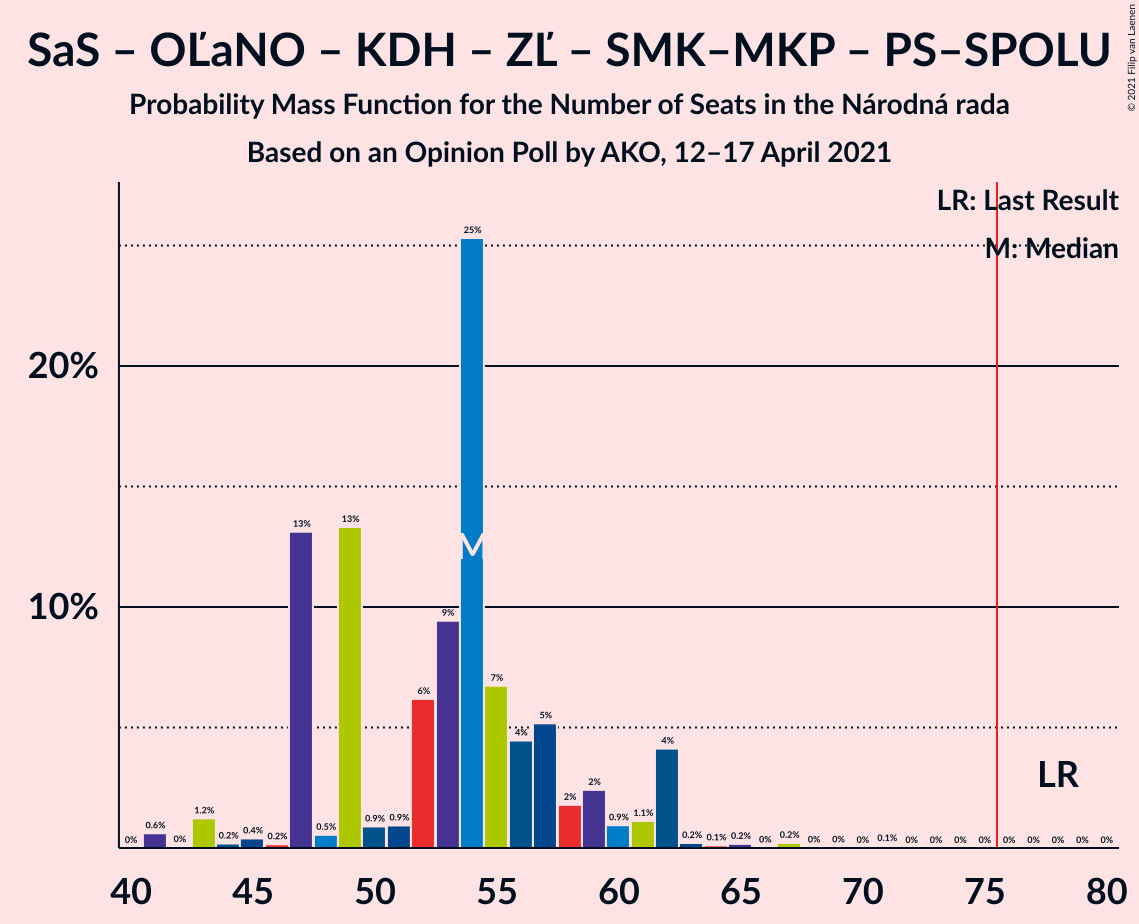 SaS – OĽaNO – KDH – ZĽ – SMK–MKP – PS–SPOLU
Probability Mass Function for the Number of Seats in the Národná rada
Based on an Opinion Poll by AKO, 12–17 April 2021
© 2021 Filip van Laenen
LR: Last Result
M: Median
25%
20%
13% 13%
M
10%
9%
7%
6%
5%
4% 4%
LR
2% 2%
1.2% 1.1%
0% 0.6% 0% 0.2% 0.4% 0.2% 0.5% 0.9% 0.9% 0.9% 0.2% 0.1% 0.2% 0% 0.2% 0% 0% 0% 0.1% 0% 0% 0% 0% 0% 0% 0% 0% 0%
40 45 50 55 60 65 70 75 80